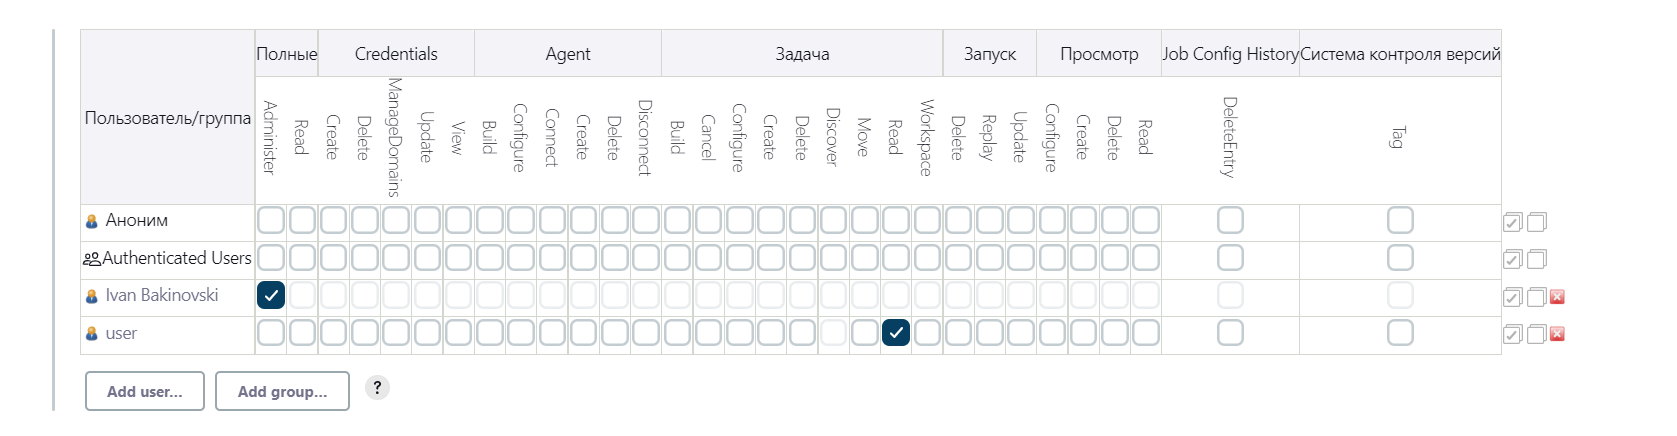 Пользователь/группа
Полные Credentials Agent Задача Запуск Просмотр Job Config History Система контроля версий
Administer Read Create Delete ManageDomains Update View Build Configure Connect Create Delete Disconnect Build Cancel Configure Create Delete Discover Move Read Workspace Delete Replay Update Configure Create Delete Read DeleteEntry Tag
Аноним
Authenticated Users
Ivan Bakinovski
user
Add user... Add group... ?